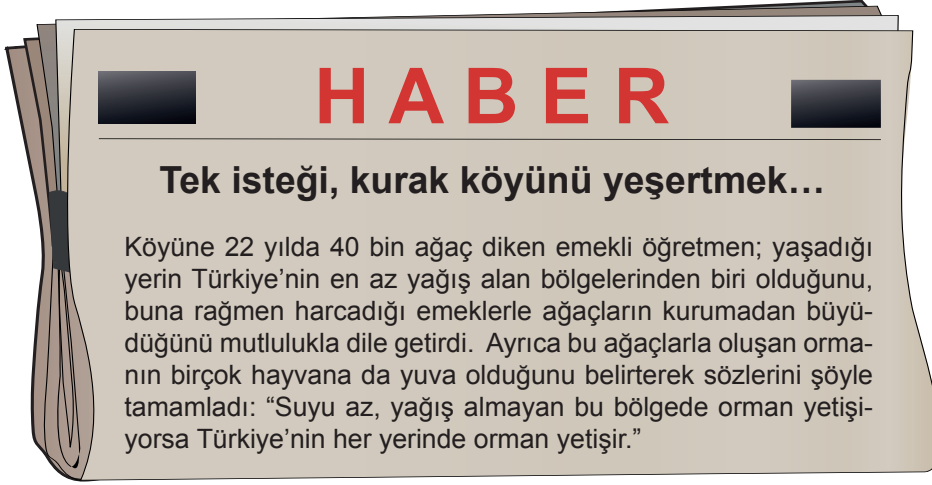 HABER
Tek isteği, kurak köyünü yeşertmek…
Köyüne 22 yılda 40 bin ağaç diken emekli öğretmen; yaşadığı
yerin Türkiye’nin en az yağış alan bölgelerinden biri olduğunu,
buna rağmen harcadığı emeklerle ağaçların kurumadan büyü-
düğünü mutlulukla dile getirdi. Ayrıca bu ağaçlarla oluşan orma-
nın birçok hayvana da yuva olduğunu belirterek sözlerini şöyle
tamamladı: “Suyu az, yağış almayan bu bölgede orman yetişi-
yorsa Türkiye’nin her yerinde orman yetişir.”